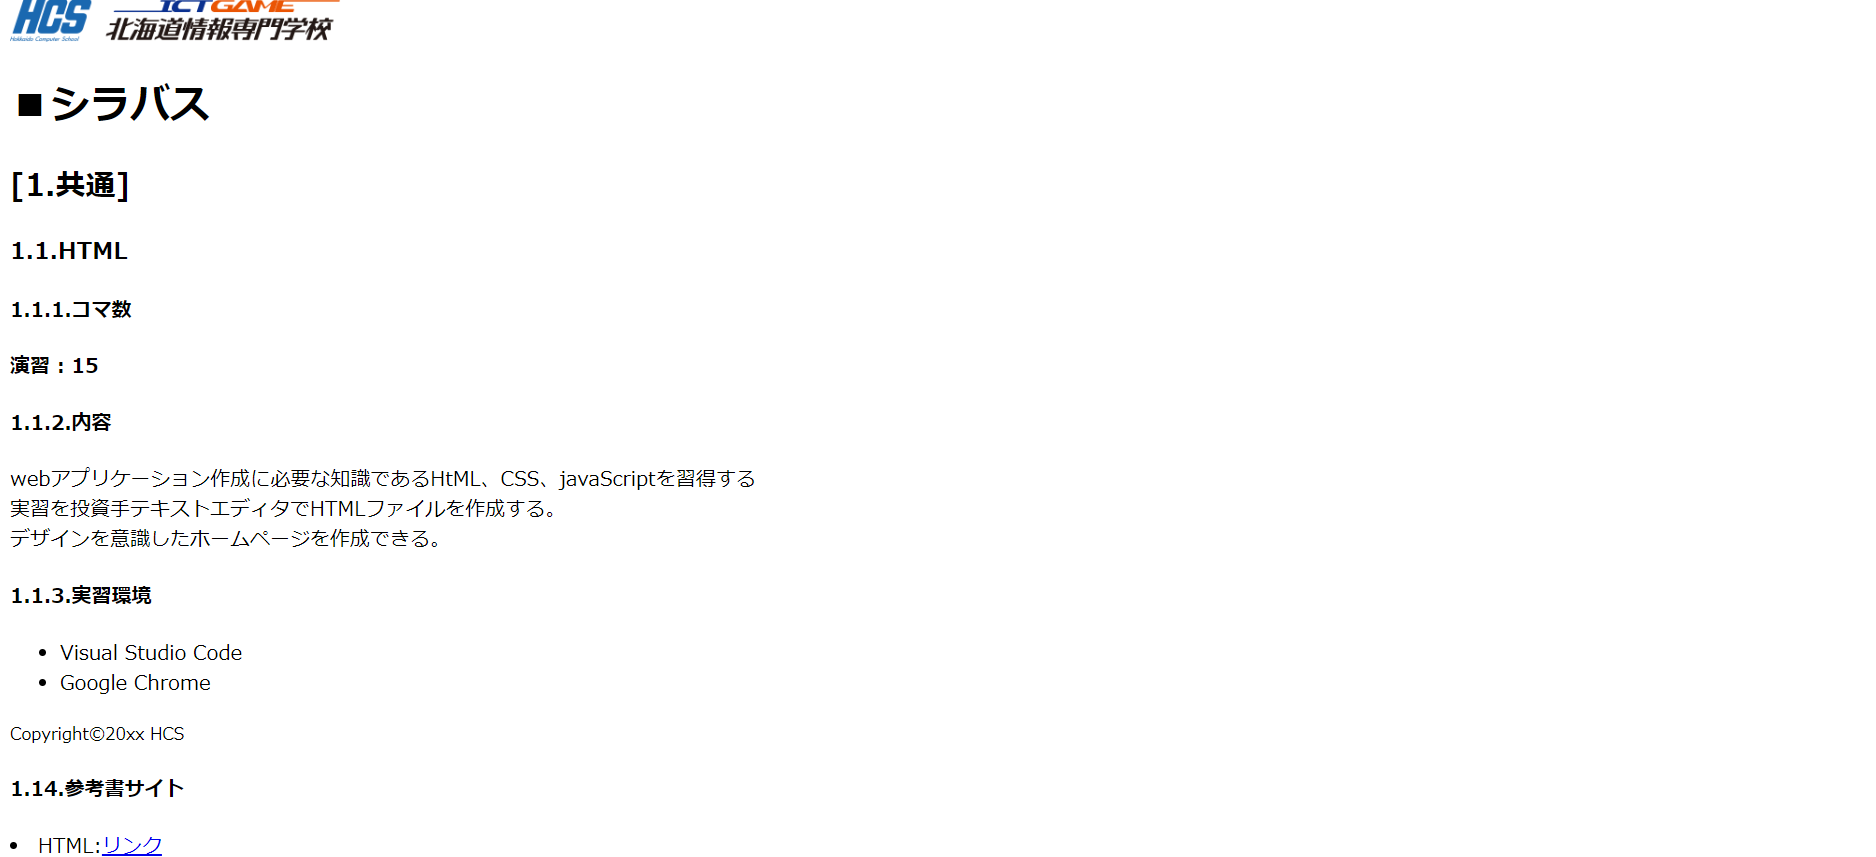 HCS ICTGAME
Hokkaido Computer School 北海道情報専門学校
■シラバス
[1.共通]
1.1.HTML
1.1.1.コマ数
演習：15
1.1.2.内容
webアプリケーション作成に必要な知識であるHtML、CSS、javaScriptを習得する
実習を投資手テキストエディタでHTMLファイルを作成する。
デザインを意識したホームページを作成できる。
1.1.3.実習環境
• Visual Studio Code
• Google Chrome
Copyright©20xx HCS
1.14.参考書サイト
• HTML:リンク